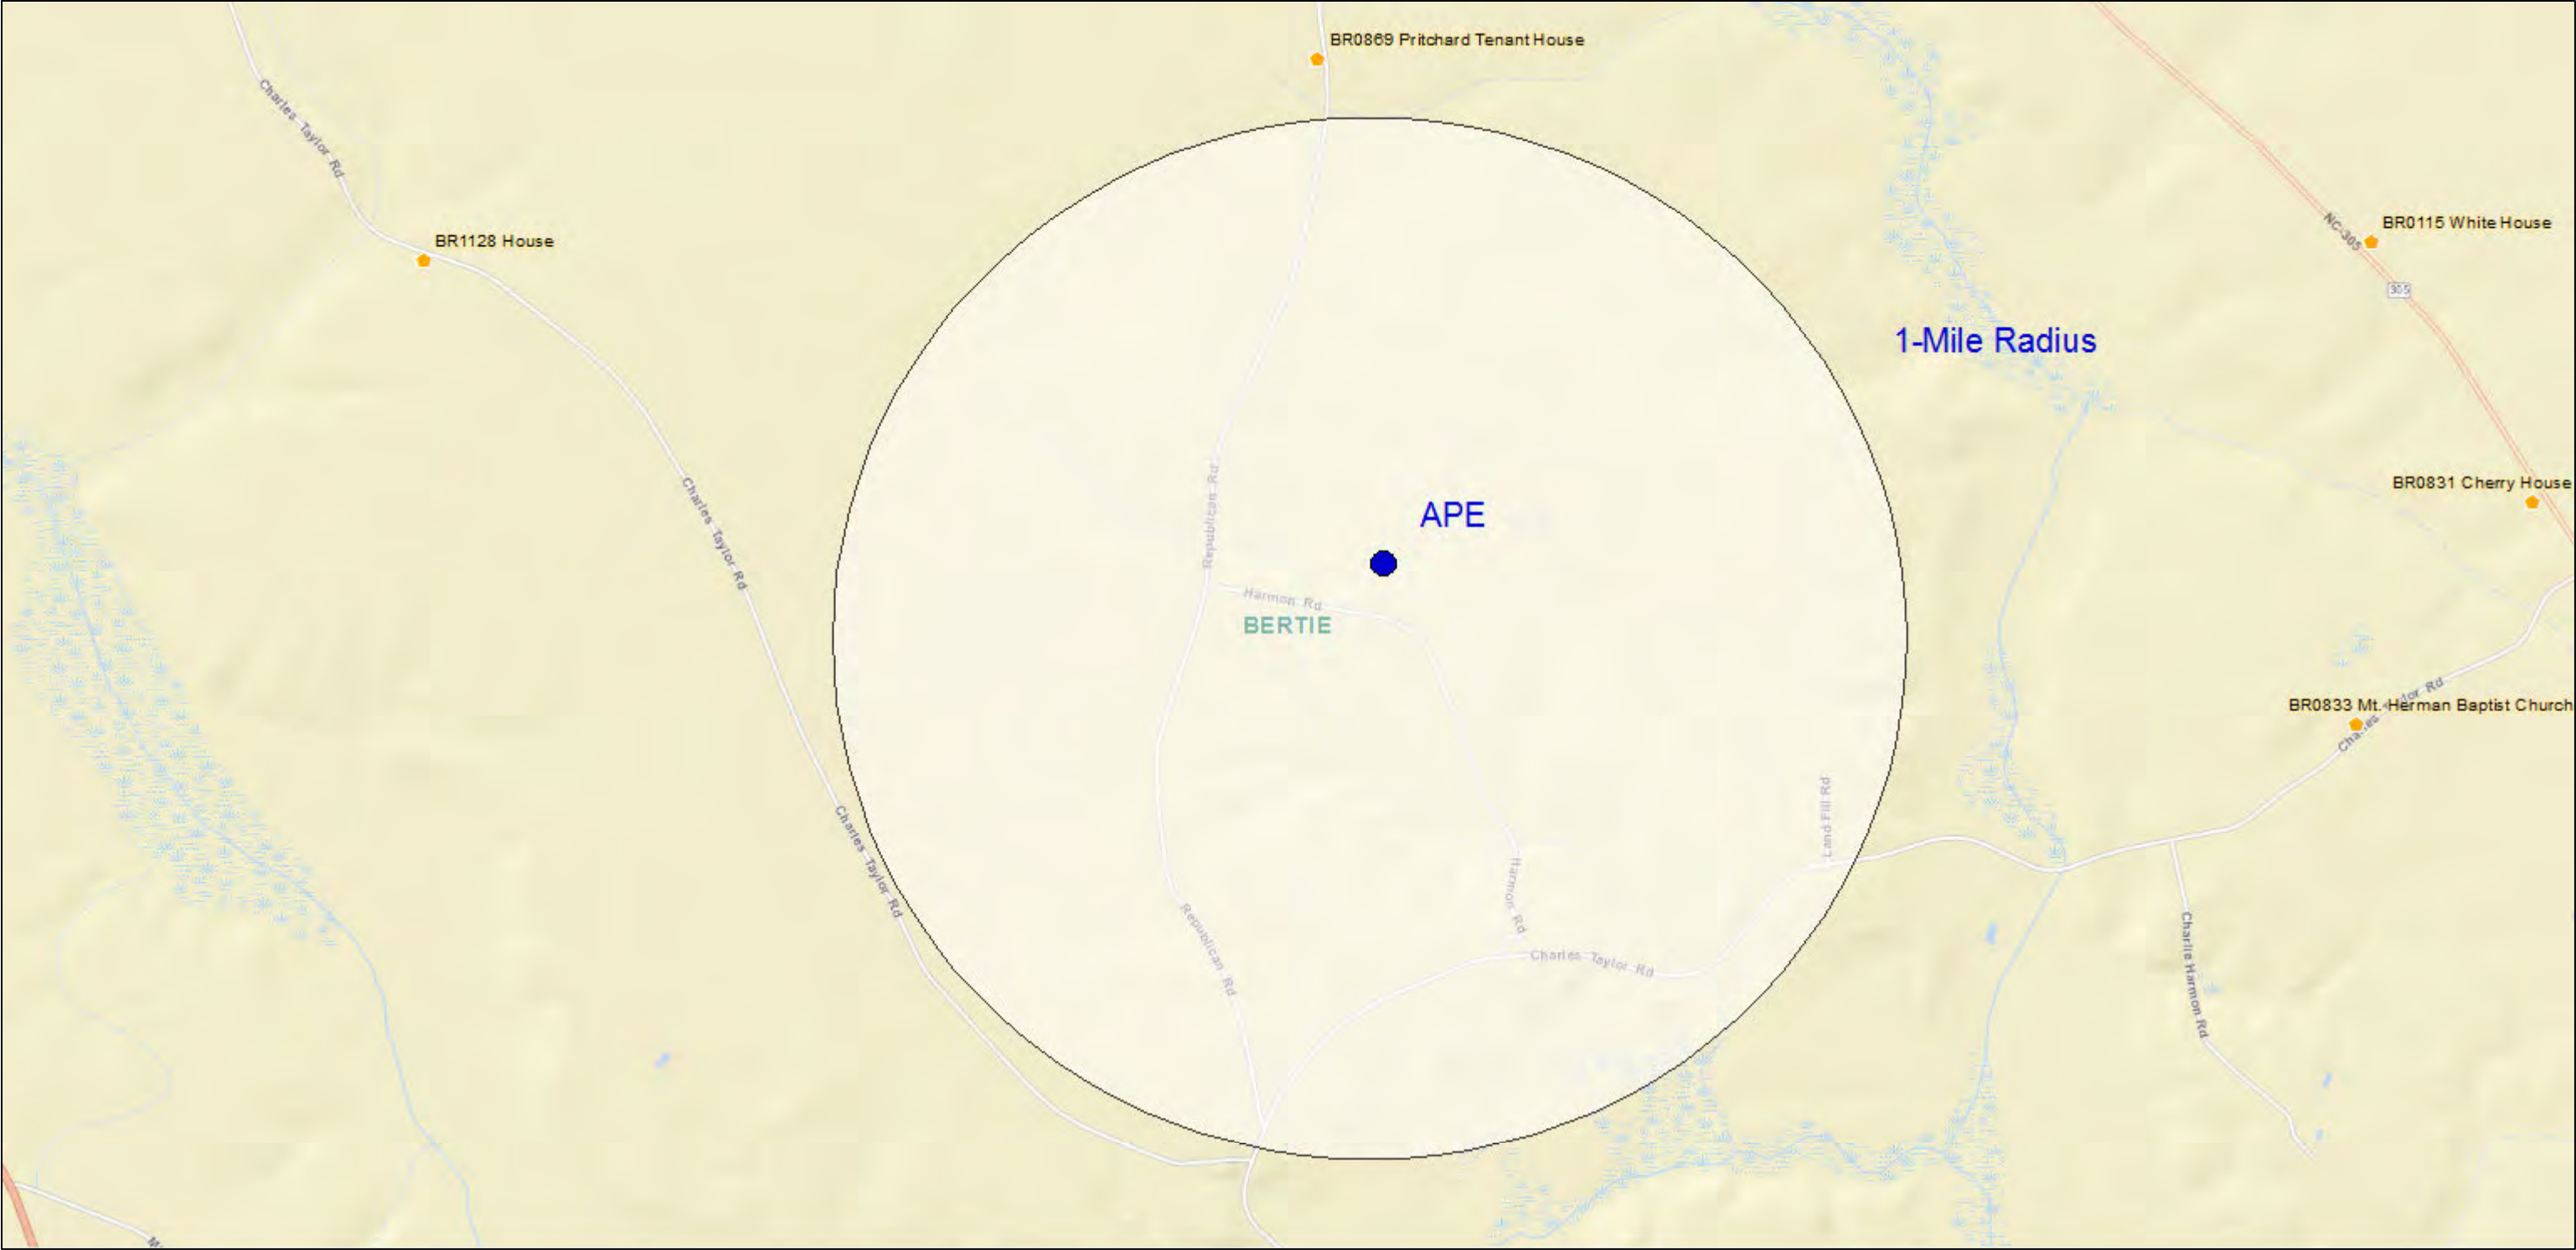 BR0869 Pritchard Tenant House
Charles Taylor Rd
BR0115 White House
NC-305
BR1128 House
305
1-Mile Radius
Republican Rd
Charles Taylor Rd
BR0831 Cherry House
APE
Harmon Rd
BERTIE
BR0833 Mt. Herman Baptist Church
Land Fill Rd
Charles Taylor Rd
Harmon Rd
Republican Rd
Charles Taylor Rd
Charlie Harmon Rd